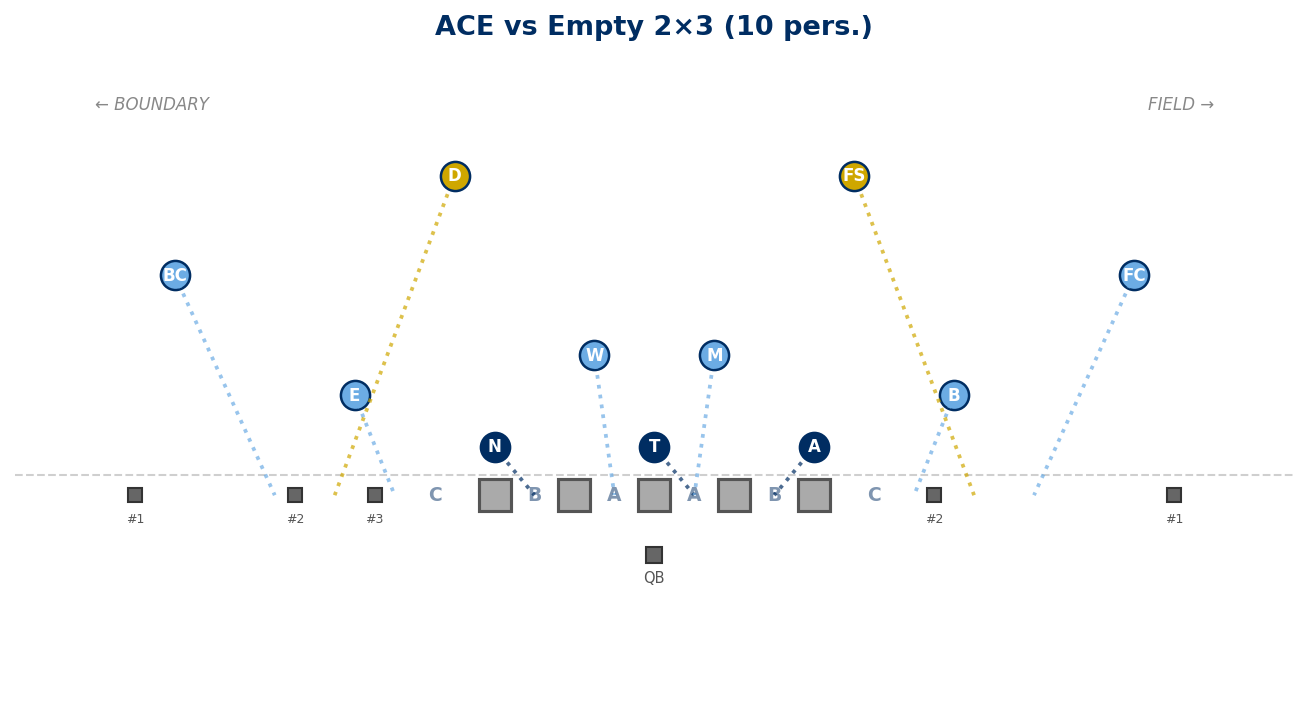 ACE vs Empty 2×3 (10 pers.)
← BOUNDARY FIELD →
D FS
BC FC
W M
E B
N T A
C B A A B C
#1 #2 #3 #2 #1
QB